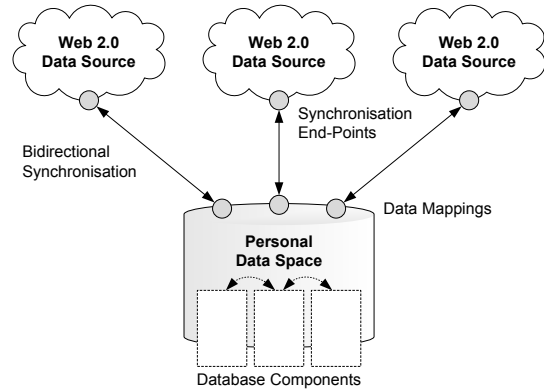 Web 2.0
Data Source
Web 2.0
Data Source
Web 2.0
Data Source
Synchronisation
End-Points
Bidirectional
Synchronisation
Data Mappings
Personal
Data Space
Database Components